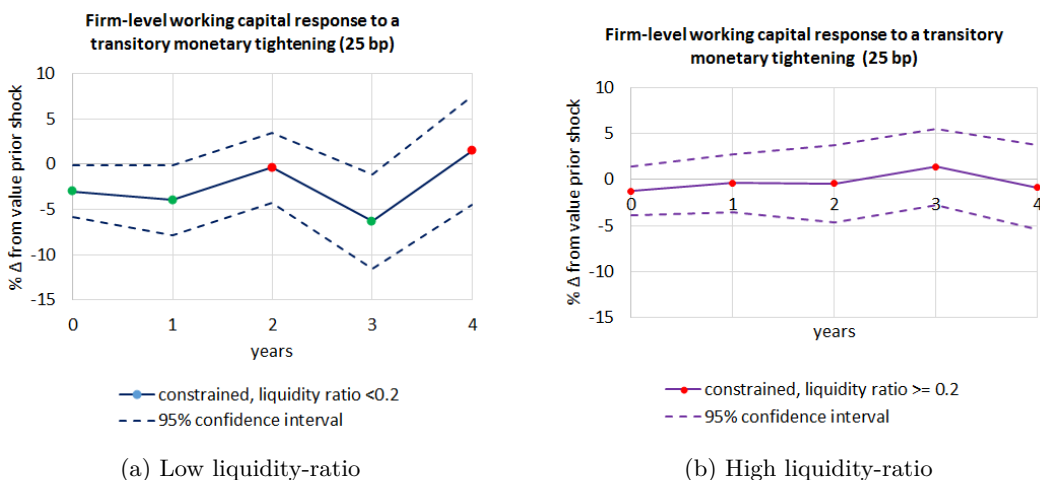 Firm-level working capital response to a
transitory monetary tightening (25 bp)
% Δ from value prior shock
10
5
0
-5
-10
-15
0 1 2 3 4
years
constrained, liquidity ratio <0.2
95% confidence interval
(a) Low liquidity-ratio
Firm-level working capital response to a transitory
monetary tightening (25 bp)
% Δ from value prior shock
10
5
0
-5
-10
-15
0 1 2 3 4
years
constrained, liquidity ratio >= 0.2
95% confidence interval
(b) High liquidity-ratio